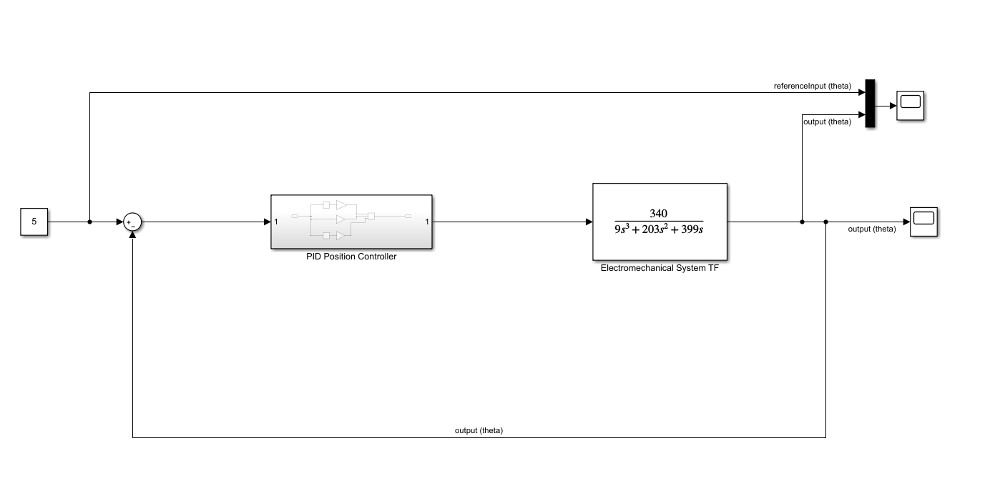 referenceInput (theta)
output (theta)
5
+
−
1
1
PID Position Controller
340
9s³ + 203s² + 399s
Electromechanical System TF
output (theta)
output (theta)